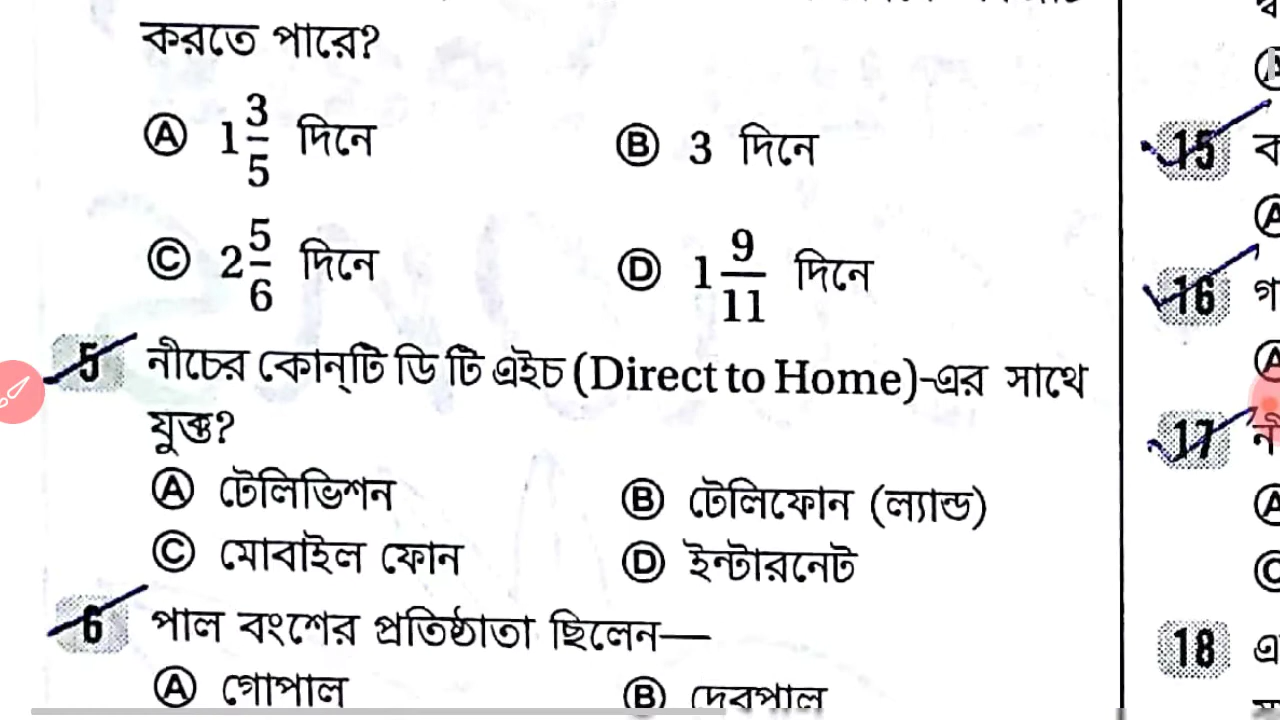 করতে পারে?
Ⓐ 1 3/5 দিনে Ⓑ 3 দিনে
Ⓒ 2 5/6 দিনে Ⓓ 1 9/11 দিনে
5 নীচের কোন্‌টি ডি টি এইচ (Direct to Home)-এর সাথে
যুক্ত?
Ⓐ টেলিভিশন Ⓑ টেলিফোন (ল্যান্ড)
Ⓒ মোবাইল ফোন Ⓓ ইন্টারনেট
6 পাল বংশের প্রতিষ্ঠাতা ছিলেন—
Ⓐ গোপাল Ⓑ দেবপাল
Ⓐ
15
Ⓐ
16
Ⓐ
17
Ⓐ
Ⓒ
18